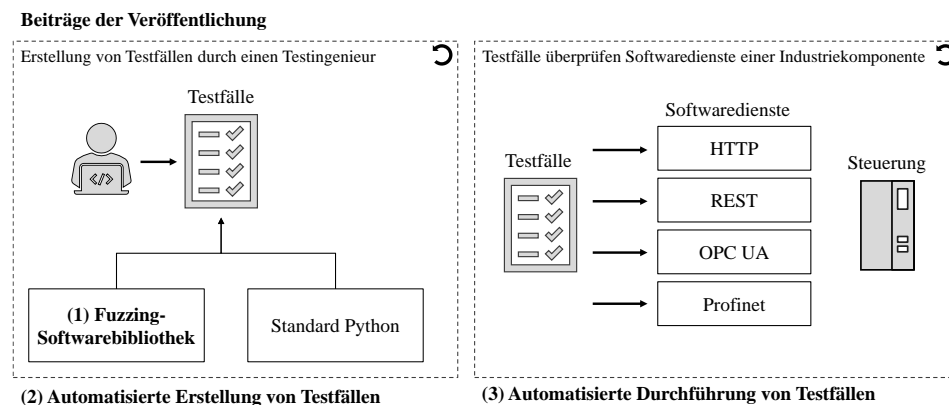 Beiträge der Veröffentlichung
Erstellung von Testfällen durch einen Testingenieur
Testfälle
</>
(1) Fuzzing-
Softwarebibliothek
Standard Python
(2) Automatisierte Erstellung von Testfällen
Testfälle überprüfen Softwaredienste einer Industriekomponente
Softwaredienste
Testfälle
HTTP
REST
OPC UA
Profinet
Steuerung
(3) Automatisierte Durchführung von Testfällen